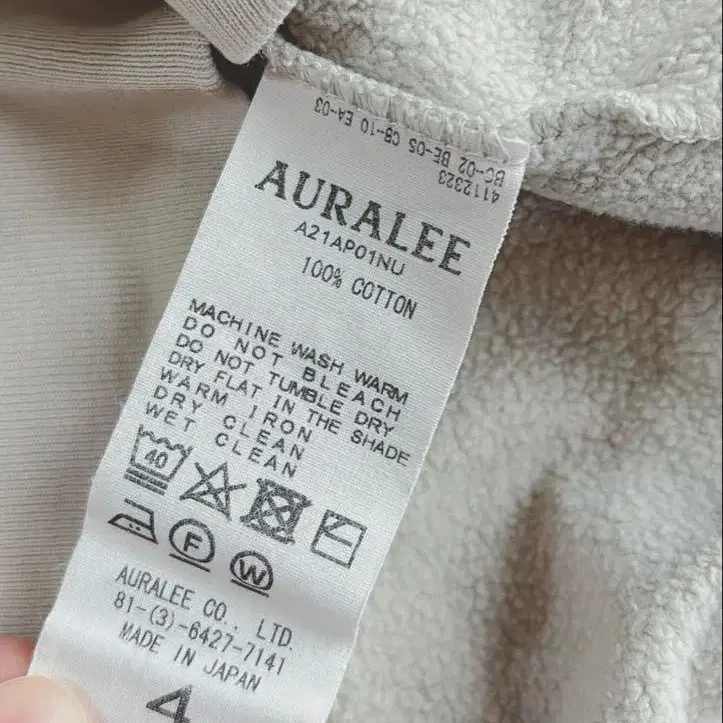 4112323
BC-02 BE-05 CB-10 EA-03
AURALEE
A21AP01NU
100% COTTON
MACHINE WASH WARM
DO NOT BLEACH
DO NOT TUMBLE DRY
DRY FLAT IN THE SHADE
WARM IRON
DRY CLEAN
WET CLEAN
40
F
W
AURALEE CO., LTD.
81-(3)-6427-7141
MADE IN JAPAN
4